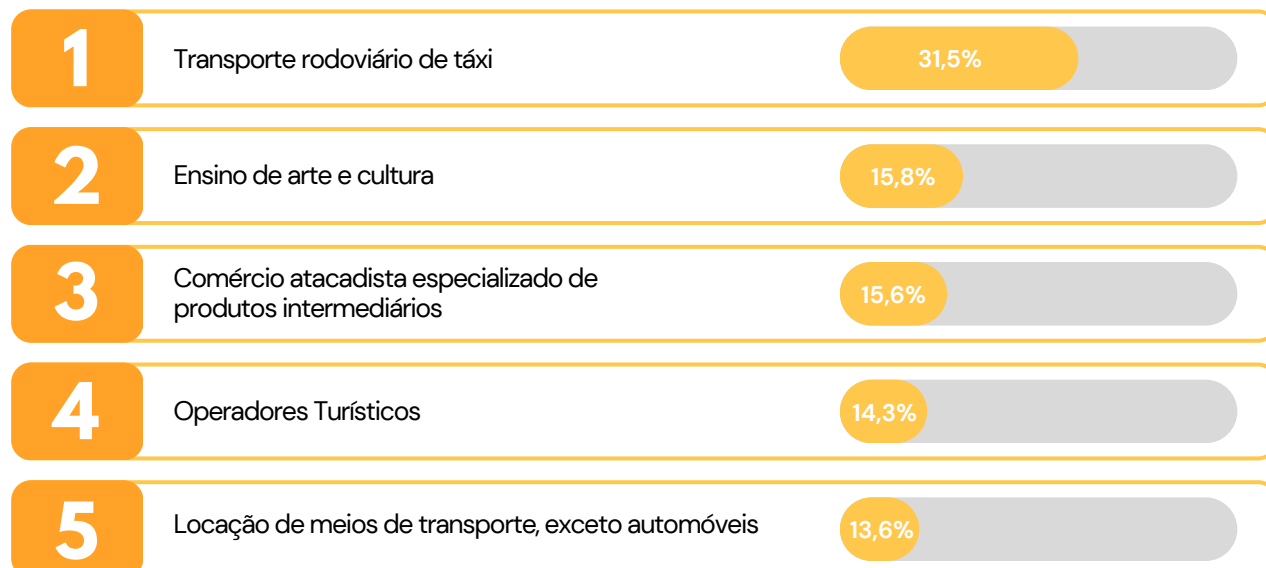 1
Transporte rodoviário de táxi
31,5%
2
Ensino de arte e cultura
15,8%
3
Comércio atacadista especializado de
produtos intermediários
15,6%
4
Operadores Turísticos
14,3%
5
Locação de meios de transporte, exceto automóveis
13,6%